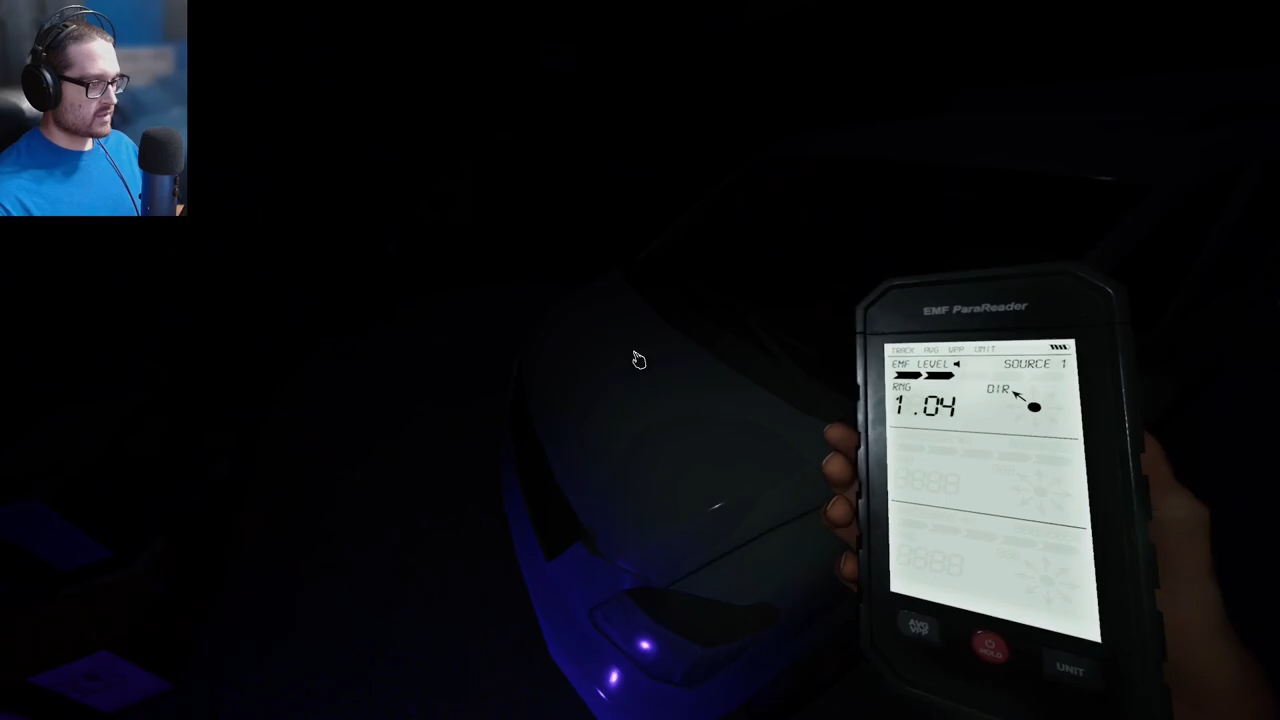 EMF ParaReader
TRACK AVG VPP UNIT
EMF LEVEL SOURCE 1
RNG DIR
1.04
AVG
VPP
HOLD
UNIT